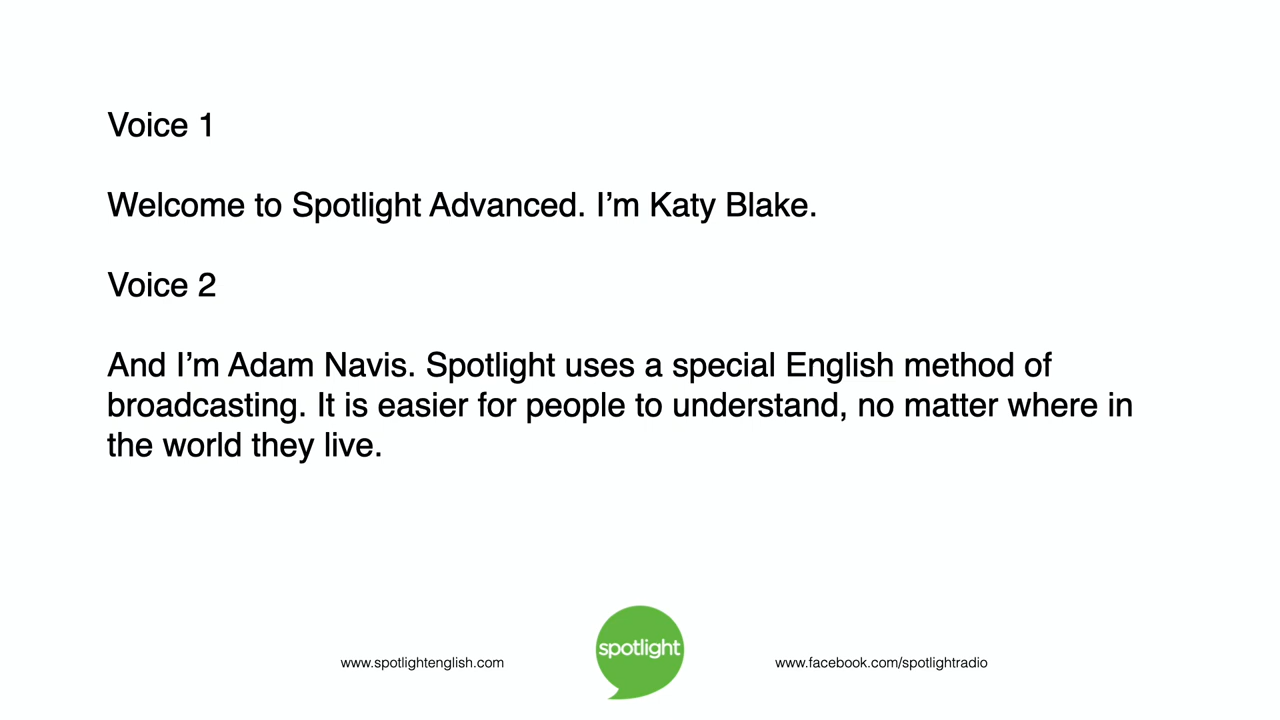 Voice 1
Welcome to Spotlight Advanced. I’m Katy Blake.
Voice 2
And I’m Adam Navis. Spotlight uses a special English method of
broadcasting. It is easier for people to understand, no matter where in
the world they live.
www.spotlightenglish.com
spotlight
www.facebook.com/spotlightradio